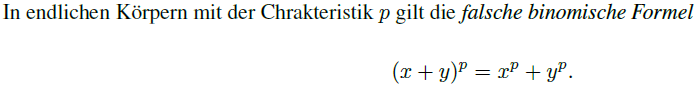 In endlichen Körpern mit der Chrakteristik p gilt die falsche binomische Formel
(x + y)^p = x^p + y^p.